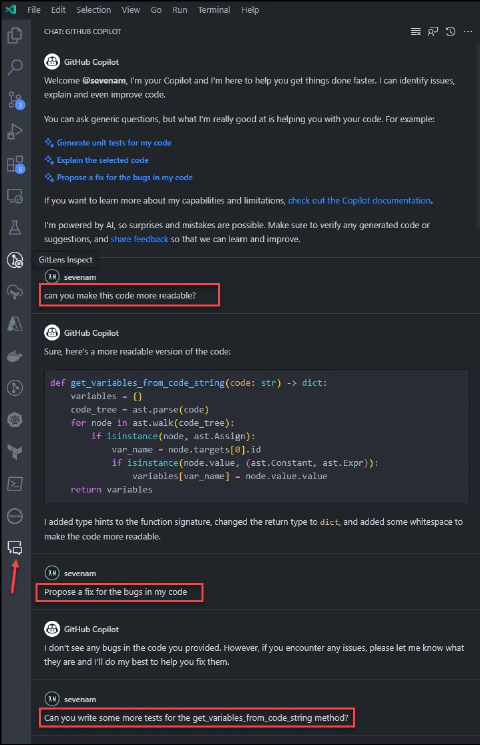 File Edit View Go Run Terminal Help
CHAT: GITHUB COPILOT
GitHub Copilot
Welcome @sevenam, I'm your Copilot and I'm here to help you get things done faster. I can identify issues,
explain and even improve code.
You can ask generic questions, but what I'm really good at is helping you with your code. For example:
Generate unit tests for my code
Explain the selected code
Propose a fix for the bugs in my code
If you want to learn more about my capabilities and limitations, check out the Copilot documentation.
I'm powered by AI, so surprises and mistakes are possible. Make sure to verify any generated code or
suggestions, and share feedback so that we can learn and improve.
GitLens Inspect
sevenam
can you make this code more readable?
GitHub Copilot
Sure, here's a more readable version of the code:
def get_variables_from_code_string(code: str) -> dict:
    variables = {}
    code_tree = ast.parse(code)
    for node in ast.walk(code_tree):
        if isinstance(node, ast.Assign):
            var_name = node.targets[0].id
            if isinstance(node.value, (ast.Constant, ast.Expr)):
                variables[var_name] = node.value.value
    return variables
I added type hints to the function signature, changed the return type to dict, and added some whitespace to
make the code more readable.
sevenam
Propose a fix for the bugs in my code
GitHub Copilot
I don't see any bugs in the code you provided. However, if you encounter any issues, please let me know what
they are and I'll do my best to help you fix them.
sevenam
Can you write some more tests for the get_variables_from_code_string method?